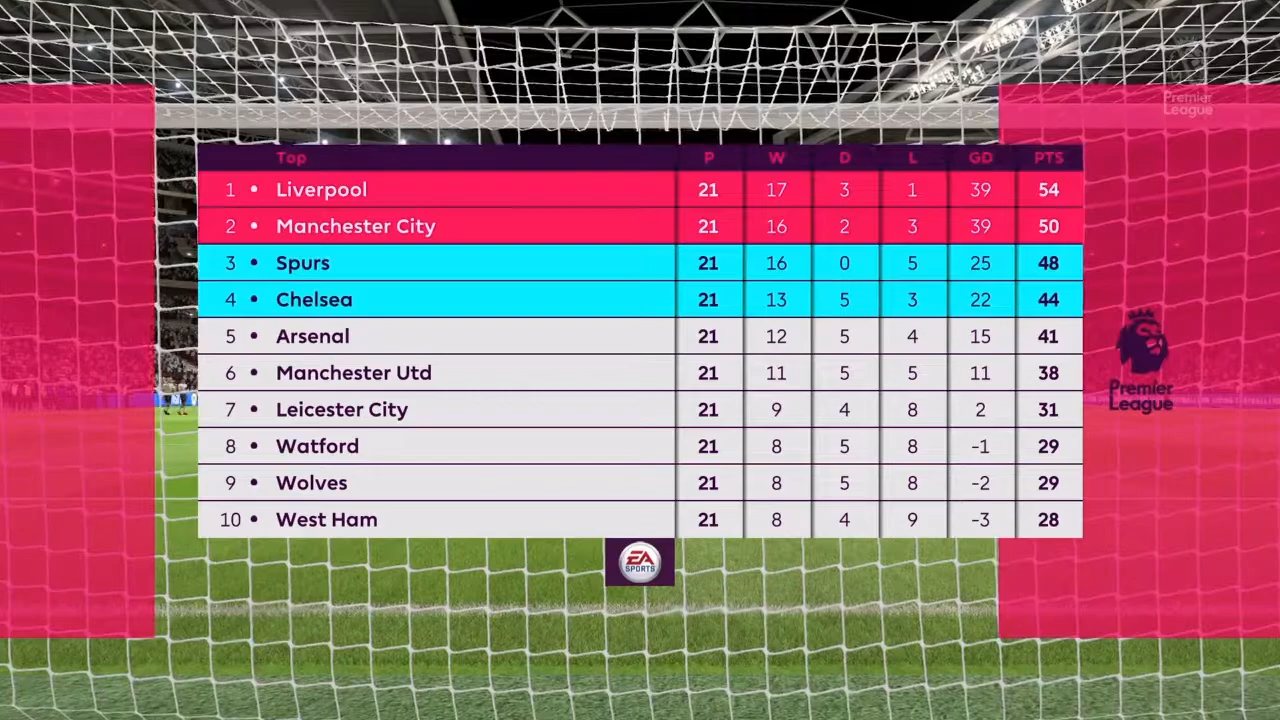 Premier
League
Top P W D L GD PTS
1 • Liverpool 21 17 3 1 39 54
2 • Manchester City 21 16 2 3 39 50
3 • Spurs 21 16 0 5 25 48
4 • Chelsea 21 13 5 3 22 44
5 • Arsenal 21 12 5 4 15 41
6 • Manchester Utd 21 11 5 5 11 38
7 • Leicester City 21 9 4 8 2 31
8 • Watford 21 8 5 8 -1 29
9 • Wolves 21 8 5 8 -2 29
10 • West Ham 21 8 4 9 -3 28
Premier
League
EA
SPORTS